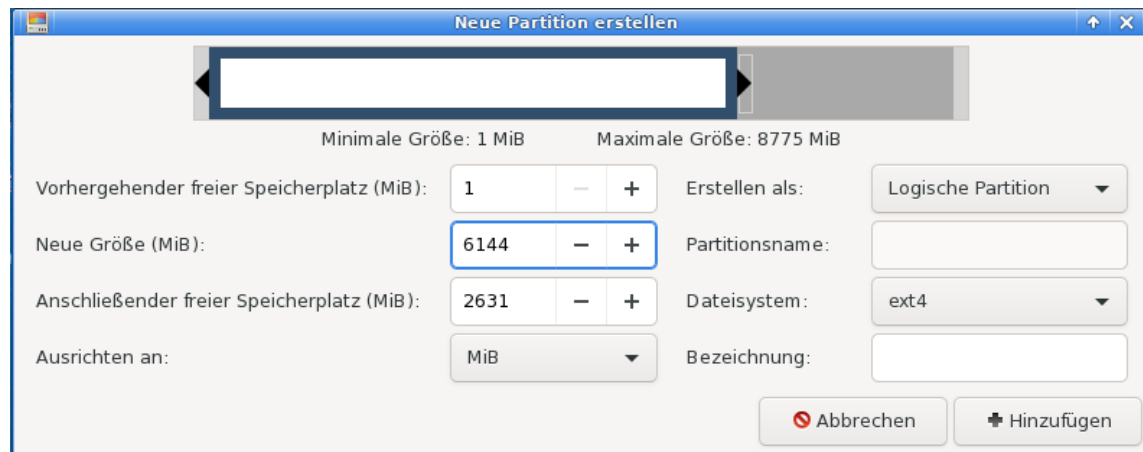 Neue Partition erstellen
Minimale Größe: 1 MiB Maximale Größe: 8775 MiB
Vorhergehender freier Speicherplatz (MiB): 1 Erstellen als: Logische Partition
Neue Größe (MiB): 6144 Partitionsname:
Anschließender freier Speicherplatz (MiB): 2631 Dateisystem: ext4
Ausrichten an: MiB Bezeichnung:
Abbrechen Hinzufügen